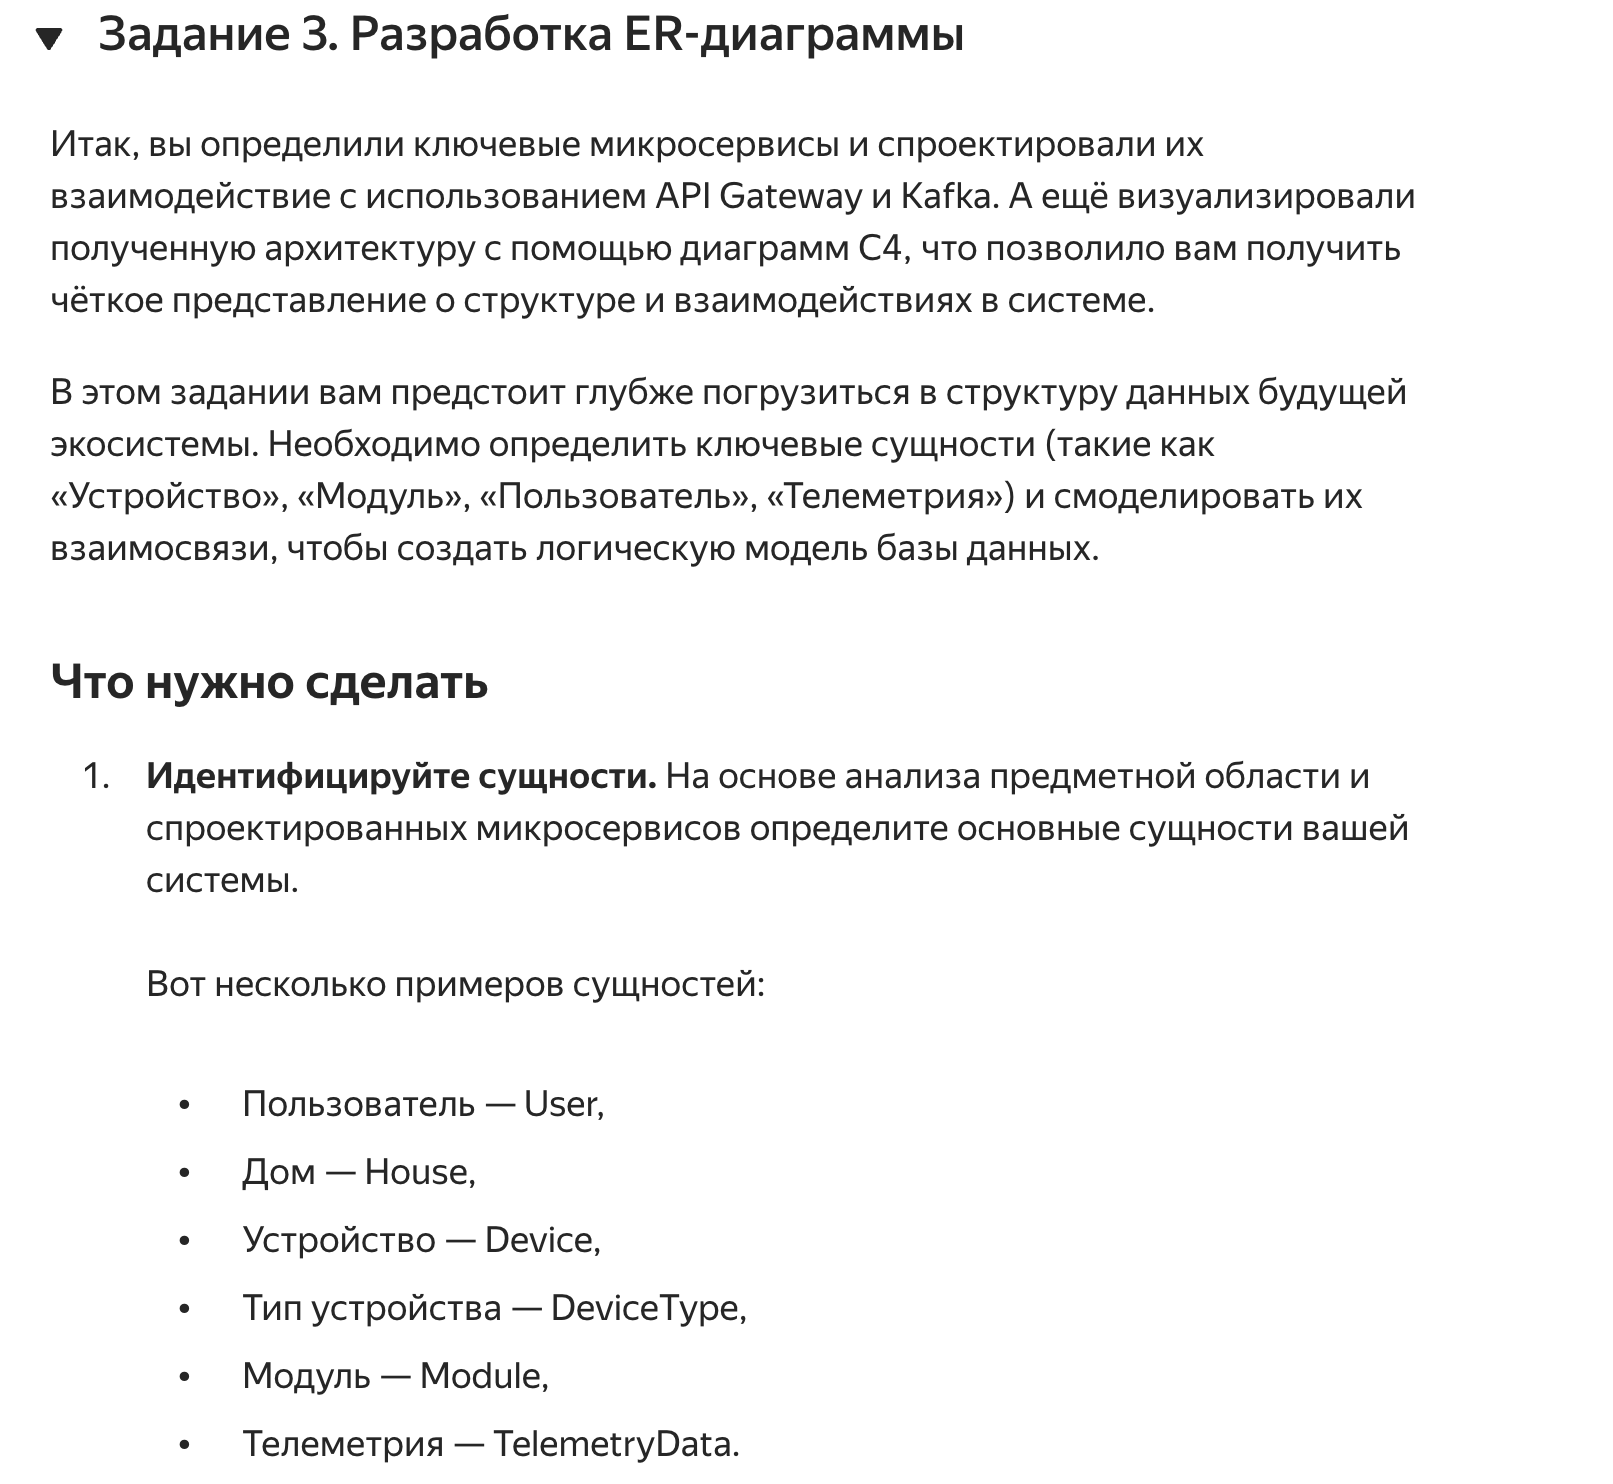 ▼ Задание 3. Разработка ER-диаграммы
Итак, вы определили ключевые микросервисы и спроектировали их
взаимодействие с использованием API Gateway и Kafka. А ещё визуализировали
полученную архитектуру с помощью диаграмм C4, что позволило вам получить
чёткое представление о структуре и взаимодействиях в системе.
В этом задании вам предстоит глубже погрузиться в структуру данных будущей
экосистемы. Необходимо определить ключевые сущности (такие как
«Устройство», «Модуль», «Пользователь», «Телеметрия») и смоделировать их
взаимосвязи, чтобы создать логическую модель базы данных.
Что нужно сделать
1. Идентифицируйте сущности. На основе анализа предметной области и
спроектированных микросервисов определите основные сущности вашей
системы.
Вот несколько примеров сущностей:
• Пользователь — User,
• Дом — House,
• Устройство — Device,
• Тип устройства — DeviceType,
• Модуль — Module,
• Телеметрия — TelemetryData.